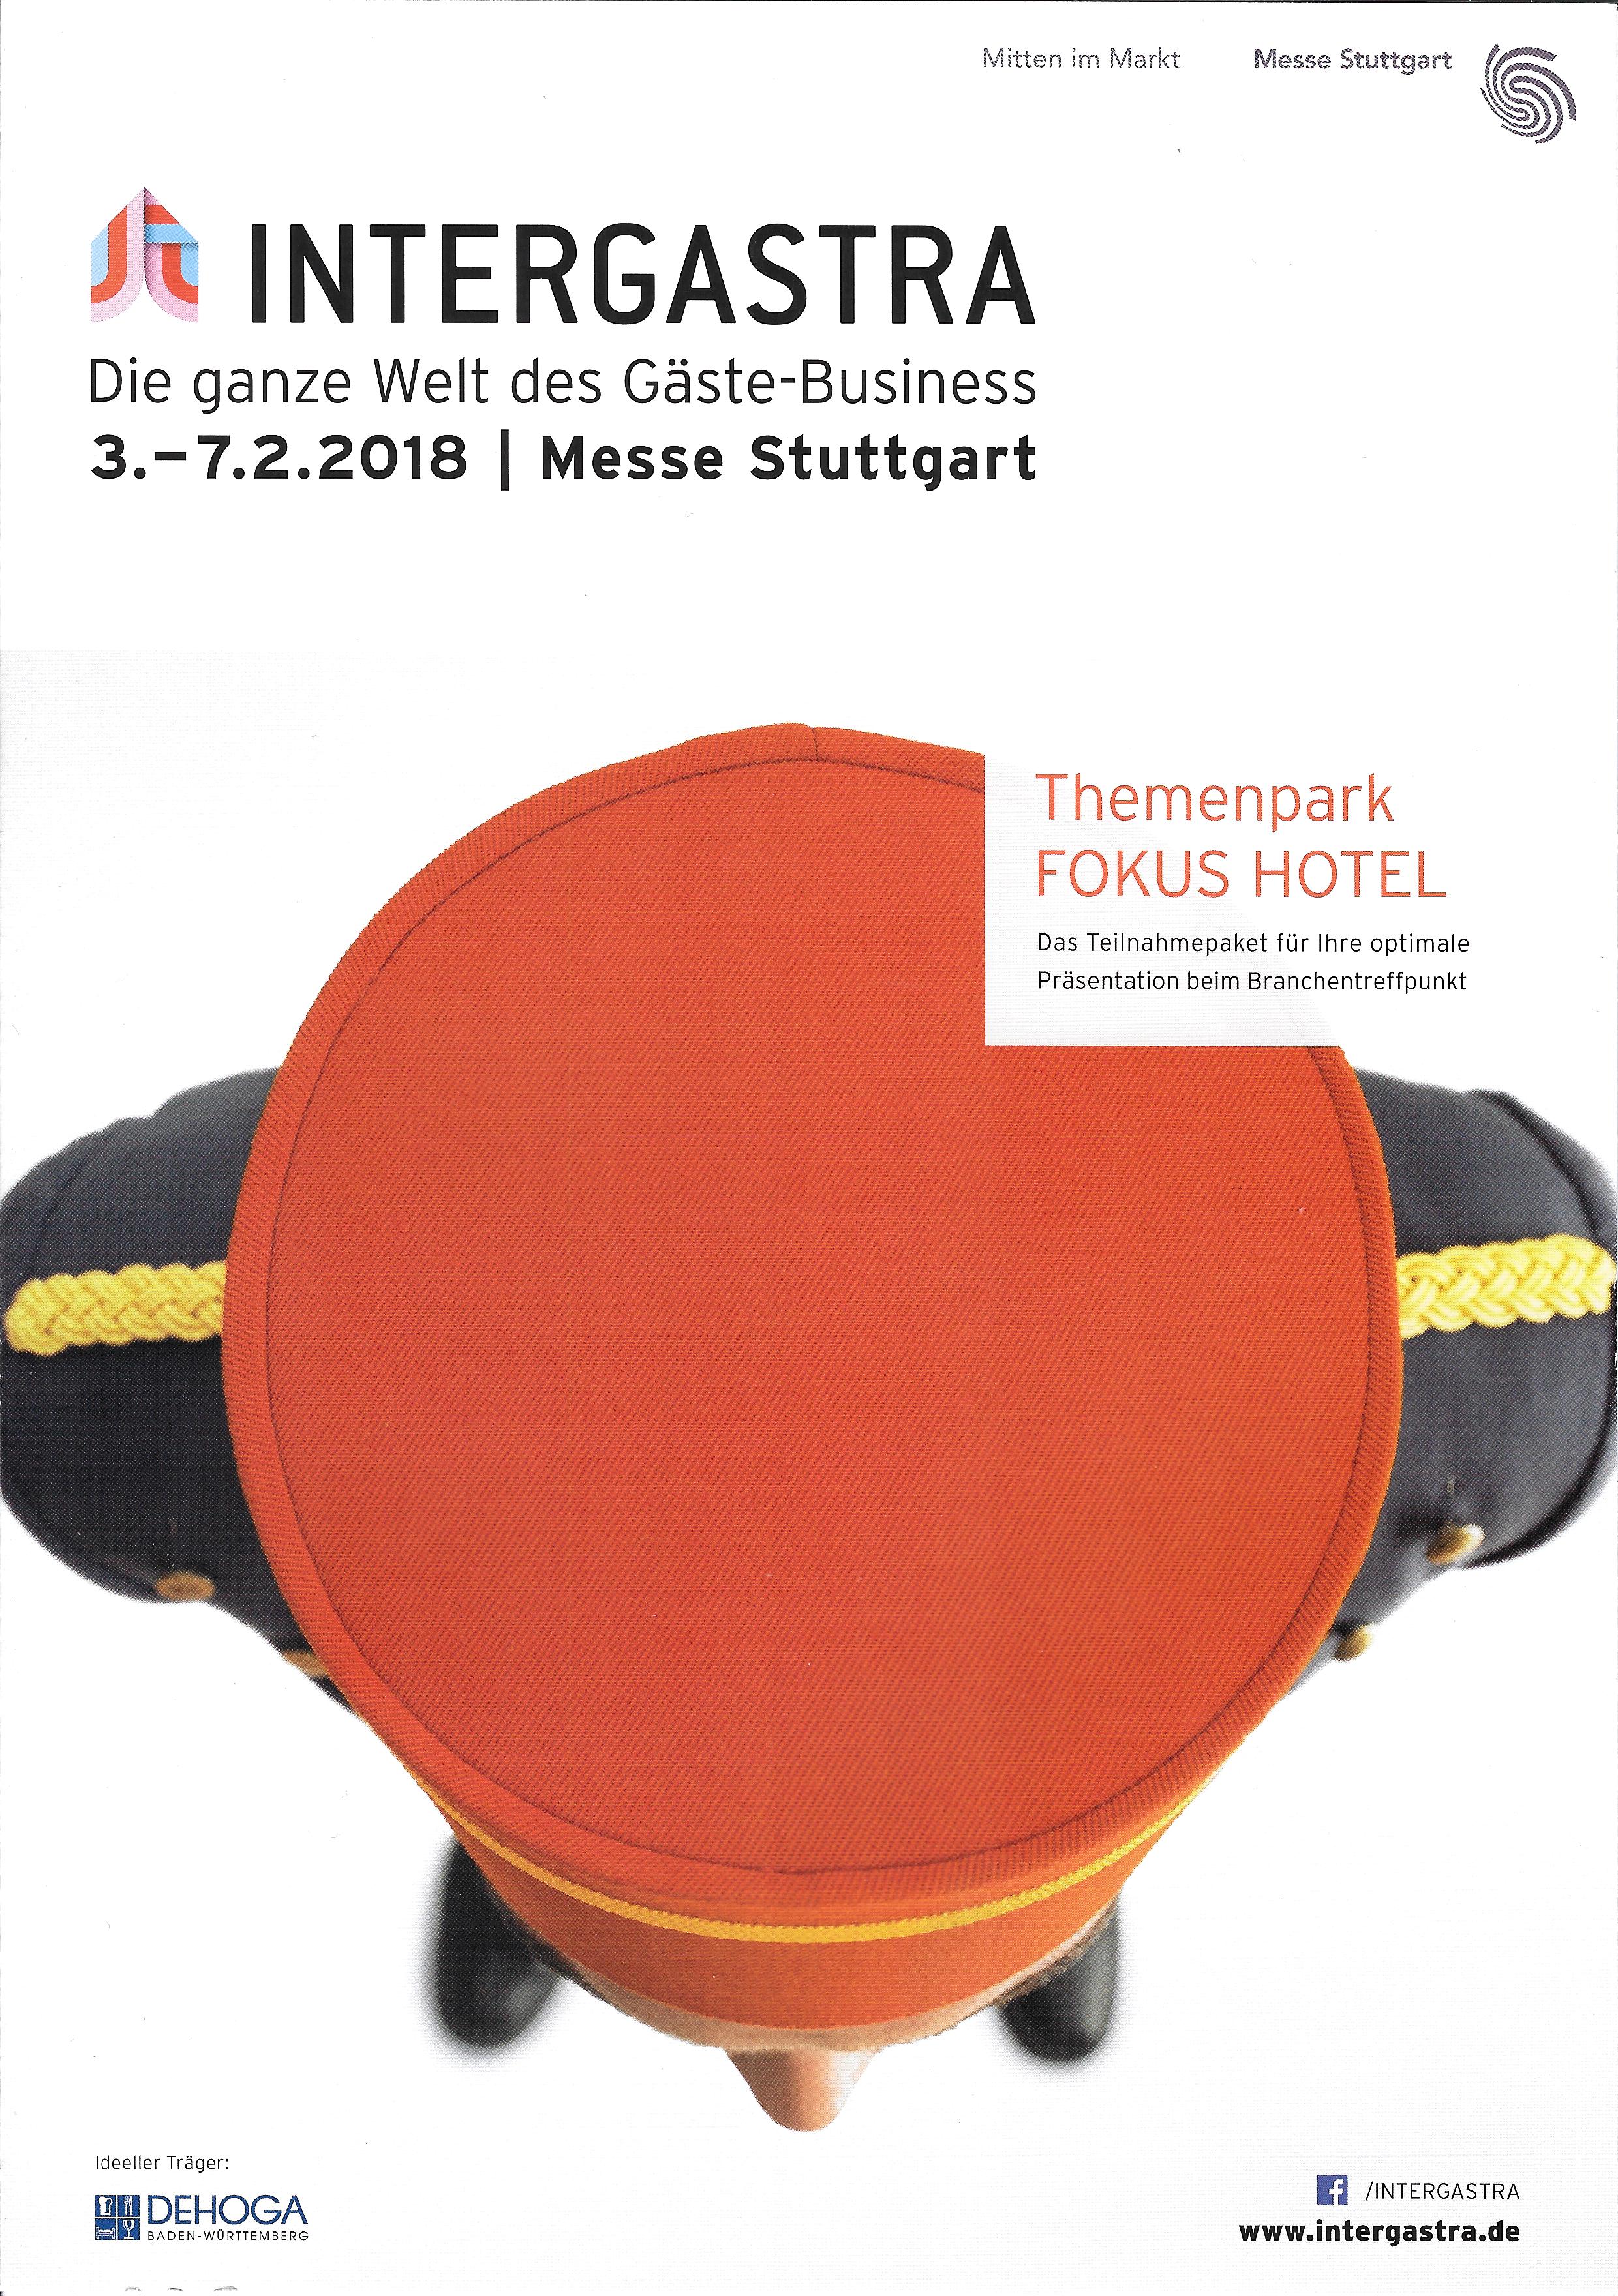 Mitten im Markt Messe Stuttgart
INTERGASTRA
Die ganze Welt des Gäste-Business
3.–7.2.2018 | Messe Stuttgart
Themenpark
FOKUS HOTEL
Das Teilnahmepaket für Ihre optimale
Präsentation beim Branchentreffpunkt
Ideeller Träger:
DEHOGA
BADEN-WÜRTTEMBERG
/INTERGASTRA
www.intergastra.de